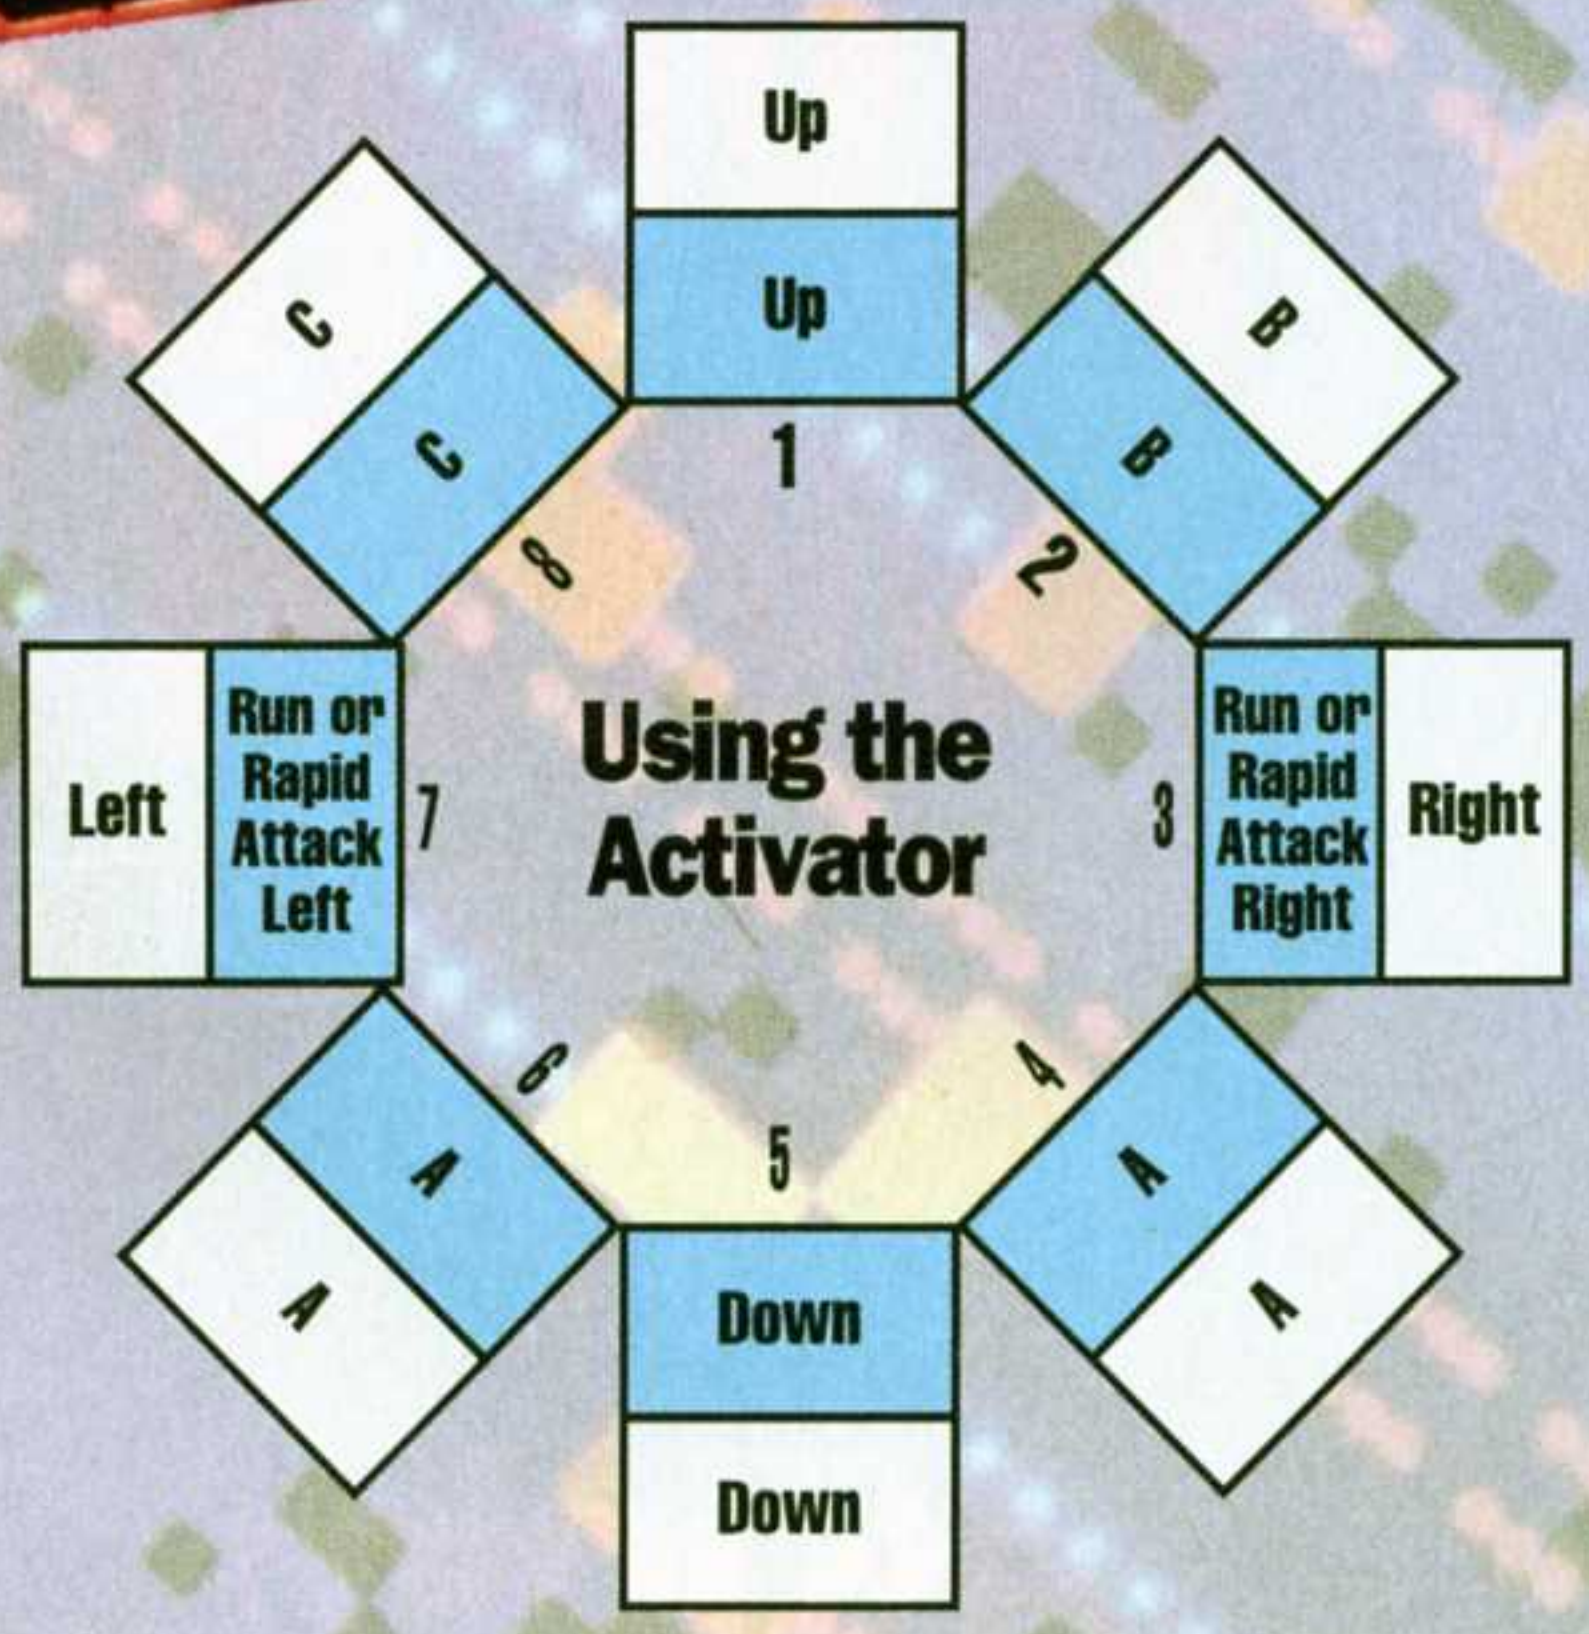 Up
Up
1
C
C
8
B
B
2
Left
Run or
Rapid
Attack
Left
7
Using the
Activator
3
Run or
Rapid
Attack
Right
Right
6
A
A
5
Down
Down
4
A
A